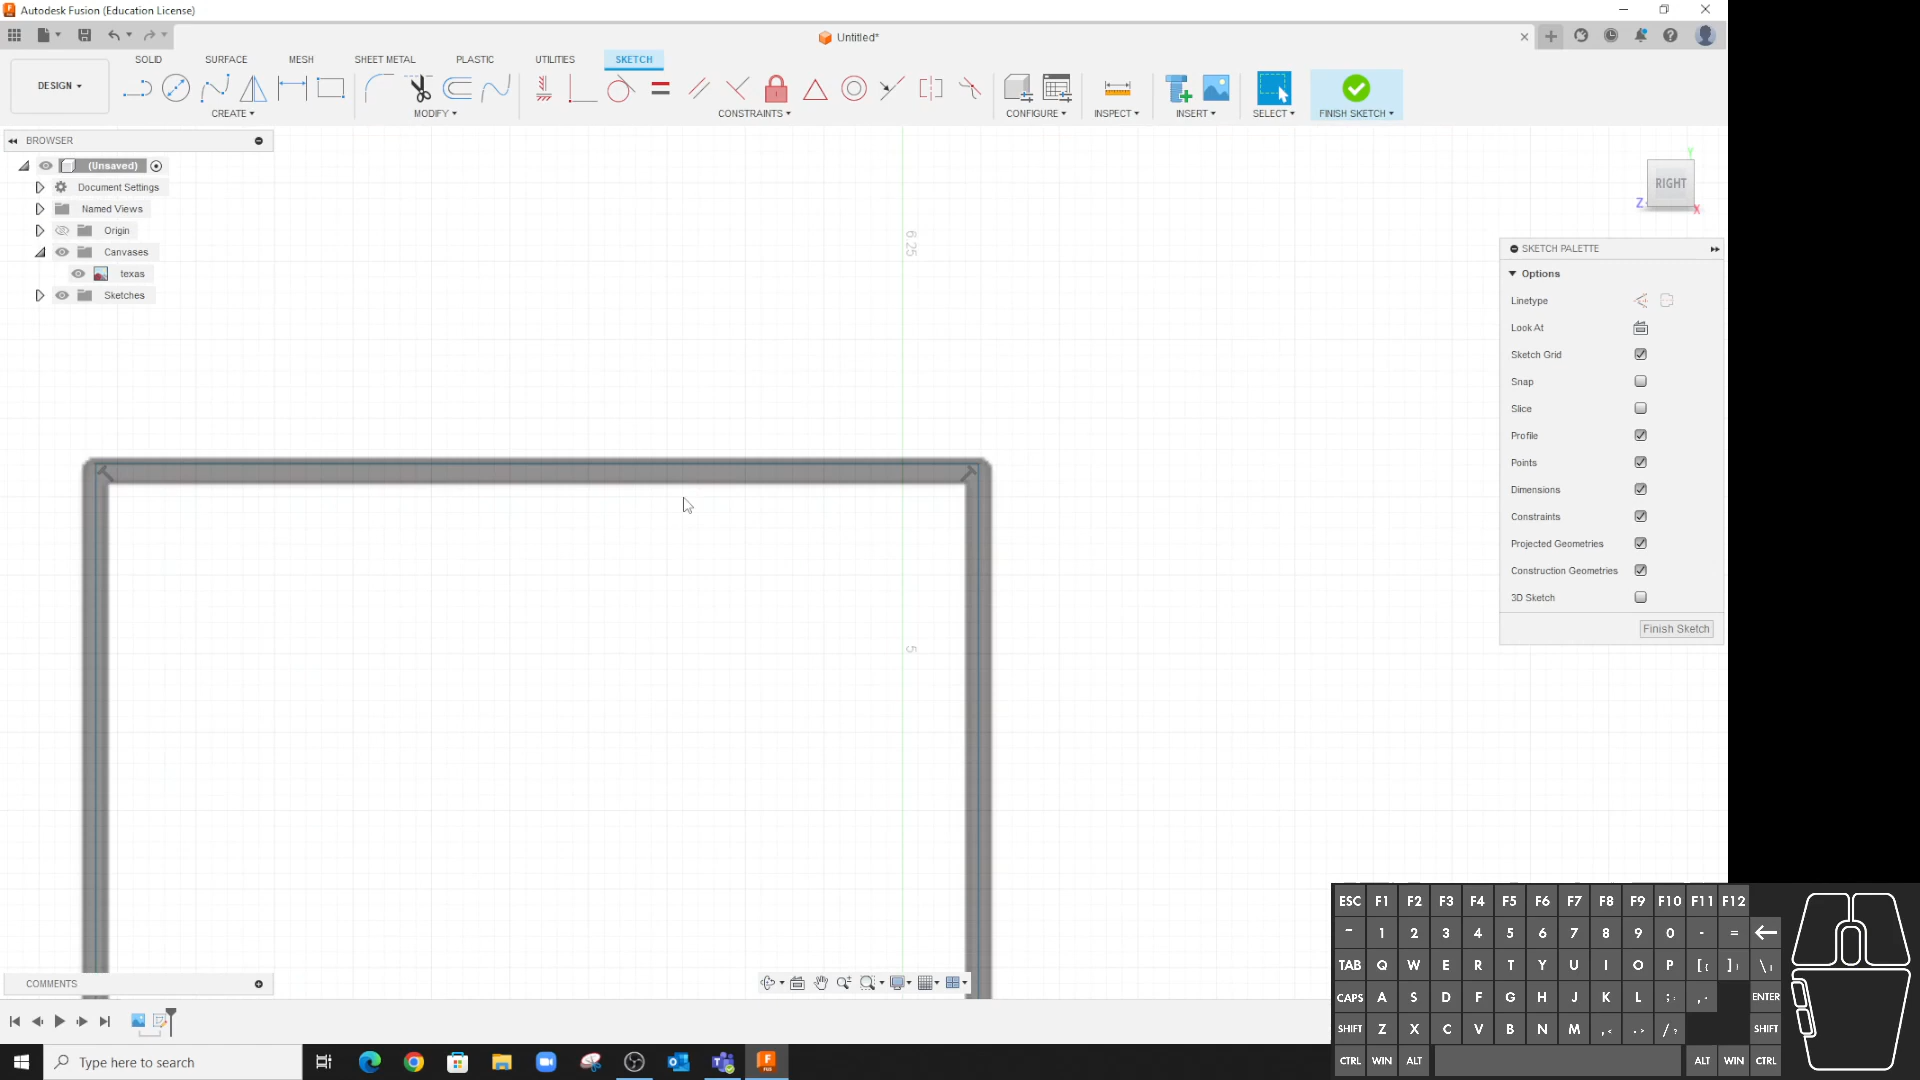 Autodesk Fusion (Education License)
Untitled*
DESIGN
SOLID
SURFACE
MESH
SHEET METAL
PLASTIC
UTILITIES
SKETCH
CREATE
MODIFY
CONSTRAINTS
CONFIGURE
INSPECT
INSERT
SELECT
FINISH SKETCH
BROWSER
(Unsaved)
Document Settings
Named Views
Origin
Canvases
texas
Sketches
6.25
5
Y
RIGHT
Z
X
SKETCH PALETTE
Options
Linetype
Look At
Sketch Grid
Snap
Slice
Profile
Points
Dimensions
Constraints
Projected Geometries
Construction Geometries
3D Sketch
Finish Sketch
COMMENTS
Type here to search
ESC F1 F2 F3 F4 F5 F6 F7 F8 F9 F10 F11 F12
1 2 3 4 5 6 7 8 9 0 - =
TAB Q W E R T Y U I O P
CAPS A S D F G H J K L ENTER
SHIFT Z X C V B N M SHIFT
CTRL WIN ALT ALT WIN CTRL